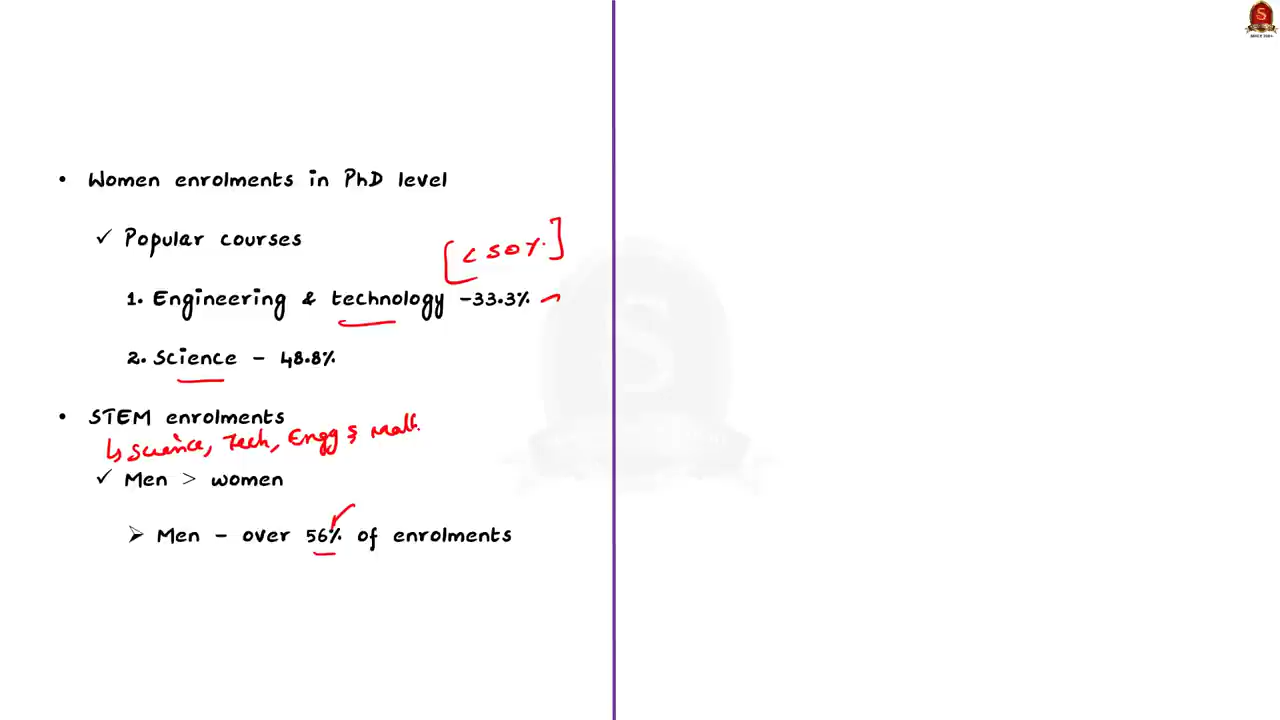 • Women enrolments in PhD level
✓ Popular courses
[< 50%.]
1. Engineering & technology -33.3%
2. Science - 48.8%
• STEM enrolments
↳ Science, Tech, Engg & Math.
✓ Men > women
➢ Men - over 56% of enrolments
S